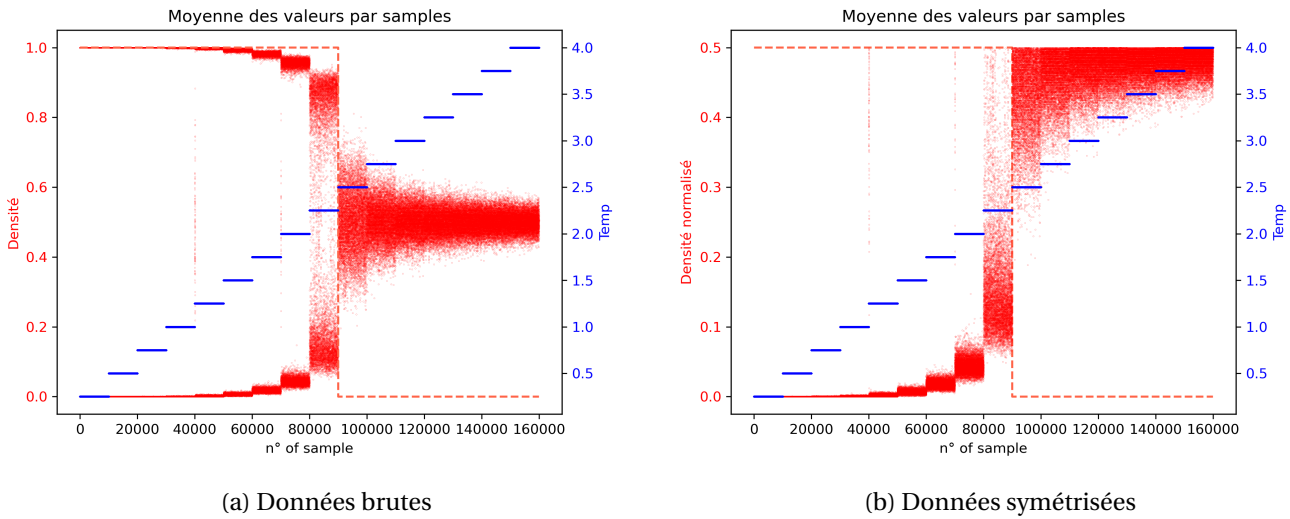 Moyenne des valeurs par samples
1.0
0.8
0.6
0.4
0.2
0.0
Densité
4.0
3.5
3.0
2.5
2.0
1.5
1.0
0.5
Temp
0 20000 40000 60000 80000 100000 120000 140000 160000
n° of sample
(a) Données brutes
Moyenne des valeurs par samples
0.5
0.4
0.3
0.2
0.1
0.0
Densité normalisé
4.0
3.5
3.0
2.5
2.0
1.5
1.0
0.5
Temp
0 20000 40000 60000 80000 100000 120000 140000 160000
n° of sample
(b) Données symétrisées